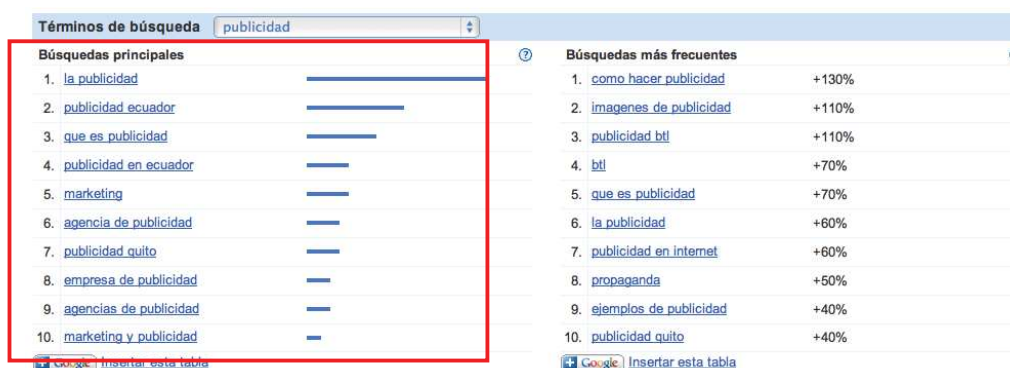 Términos de búsqueda publicidad
Búsquedas principales
1. la publicidad
2. publicidad ecuador
3. que es publicidad
4. publicidad en ecuador
5. marketing
6. agencia de publicidad
7. publicidad quito
8. empresa de publicidad
9. agencias de publicidad
10. marketing y publicidad
Google Insertar esta tabla
Búsquedas más frecuentes
1. como hacer publicidad +130%
2. imagenes de publicidad +110%
3. publicidad btl +110%
4. btl +70%
5. que es publicidad +70%
6. la publicidad +60%
7. publicidad en internet +60%
8. propaganda +50%
9. ejemplos de publicidad +40%
10. publicidad quito +40%
Google Insertar esta tabla